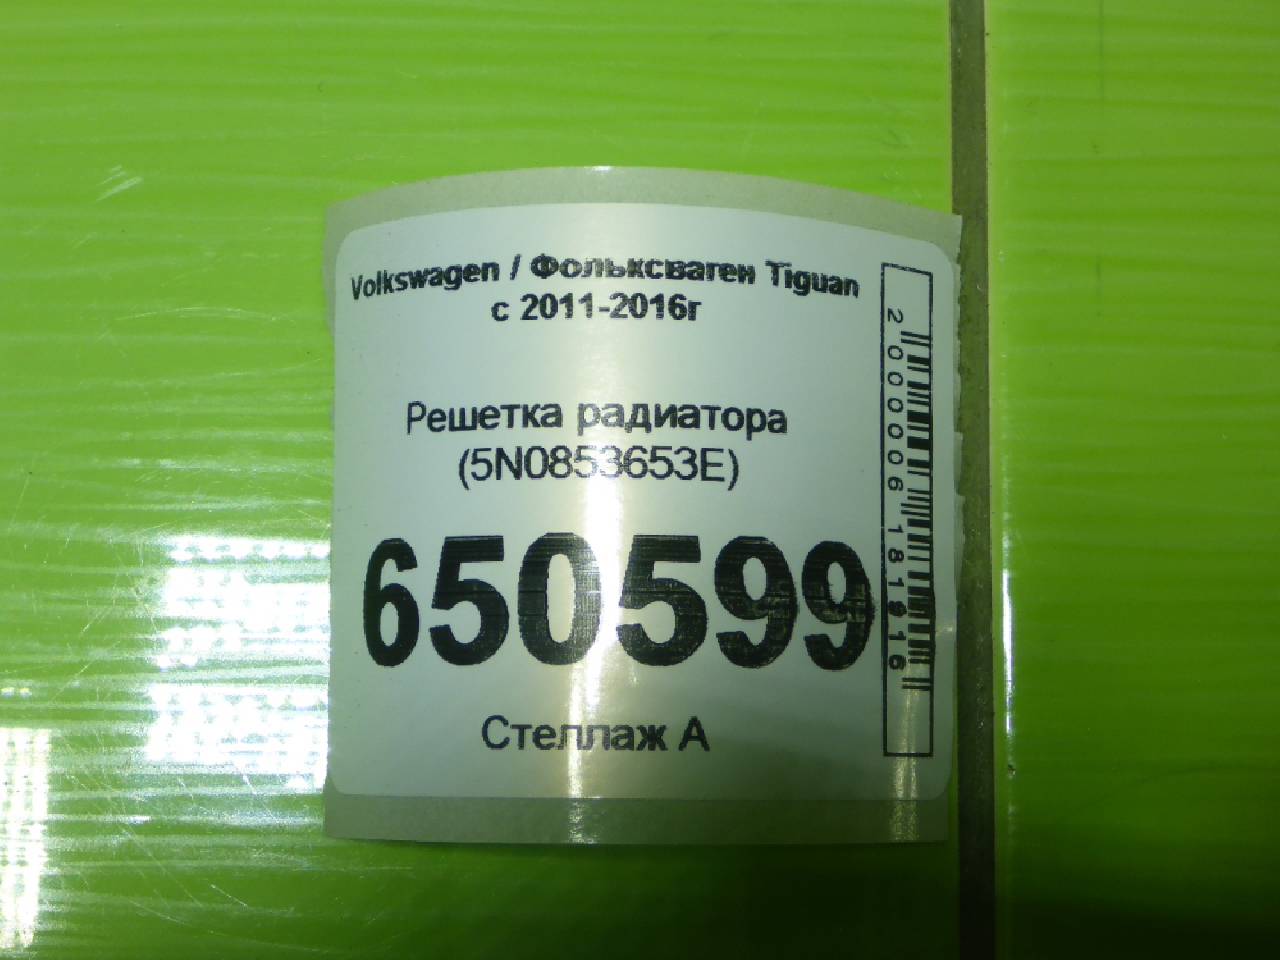 Volkswagen / Фольксваген Tiguan
с 2011-2016г
Решетка радиатора
(5N0853653E)
650599
Стеллаж А
2000006181916